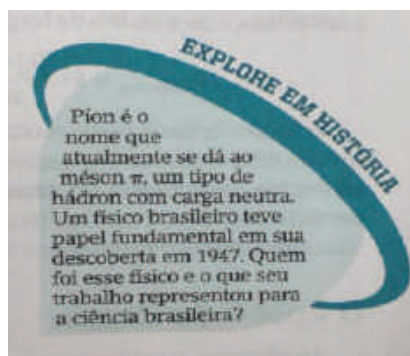 EXPLORE EM HISTÓRIA
Píon é o
nome que
atualmente se dá ao
méson π, um tipo de
hádron com carga neutra.
Um físico brasileiro teve
papel fundamental em sua
descoberta em 1947. Quem
foi esse físico e o que seu
trabalho representou para
a ciência brasileira?